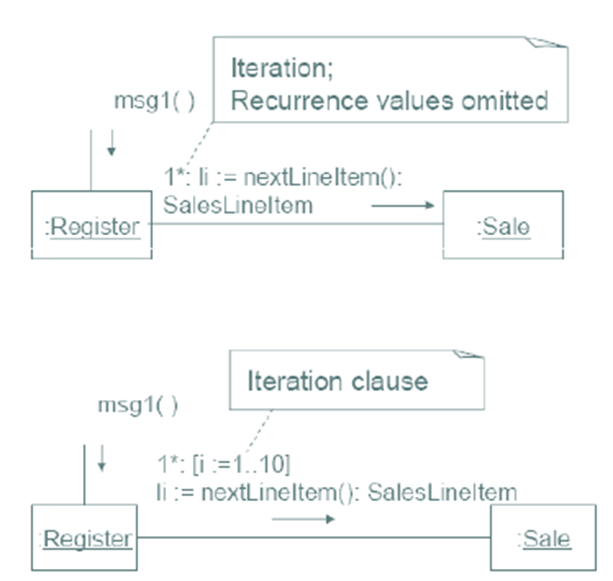 Iteration;
Recurrence values omitted
msg1( )
1*: li := nextLineItem():
SalesLineItem
:Register
:Sale
Iteration clause
msg1( )
1*: [i :=1..10]
li := nextLineItem(): SalesLineItem
:Register
:Sale